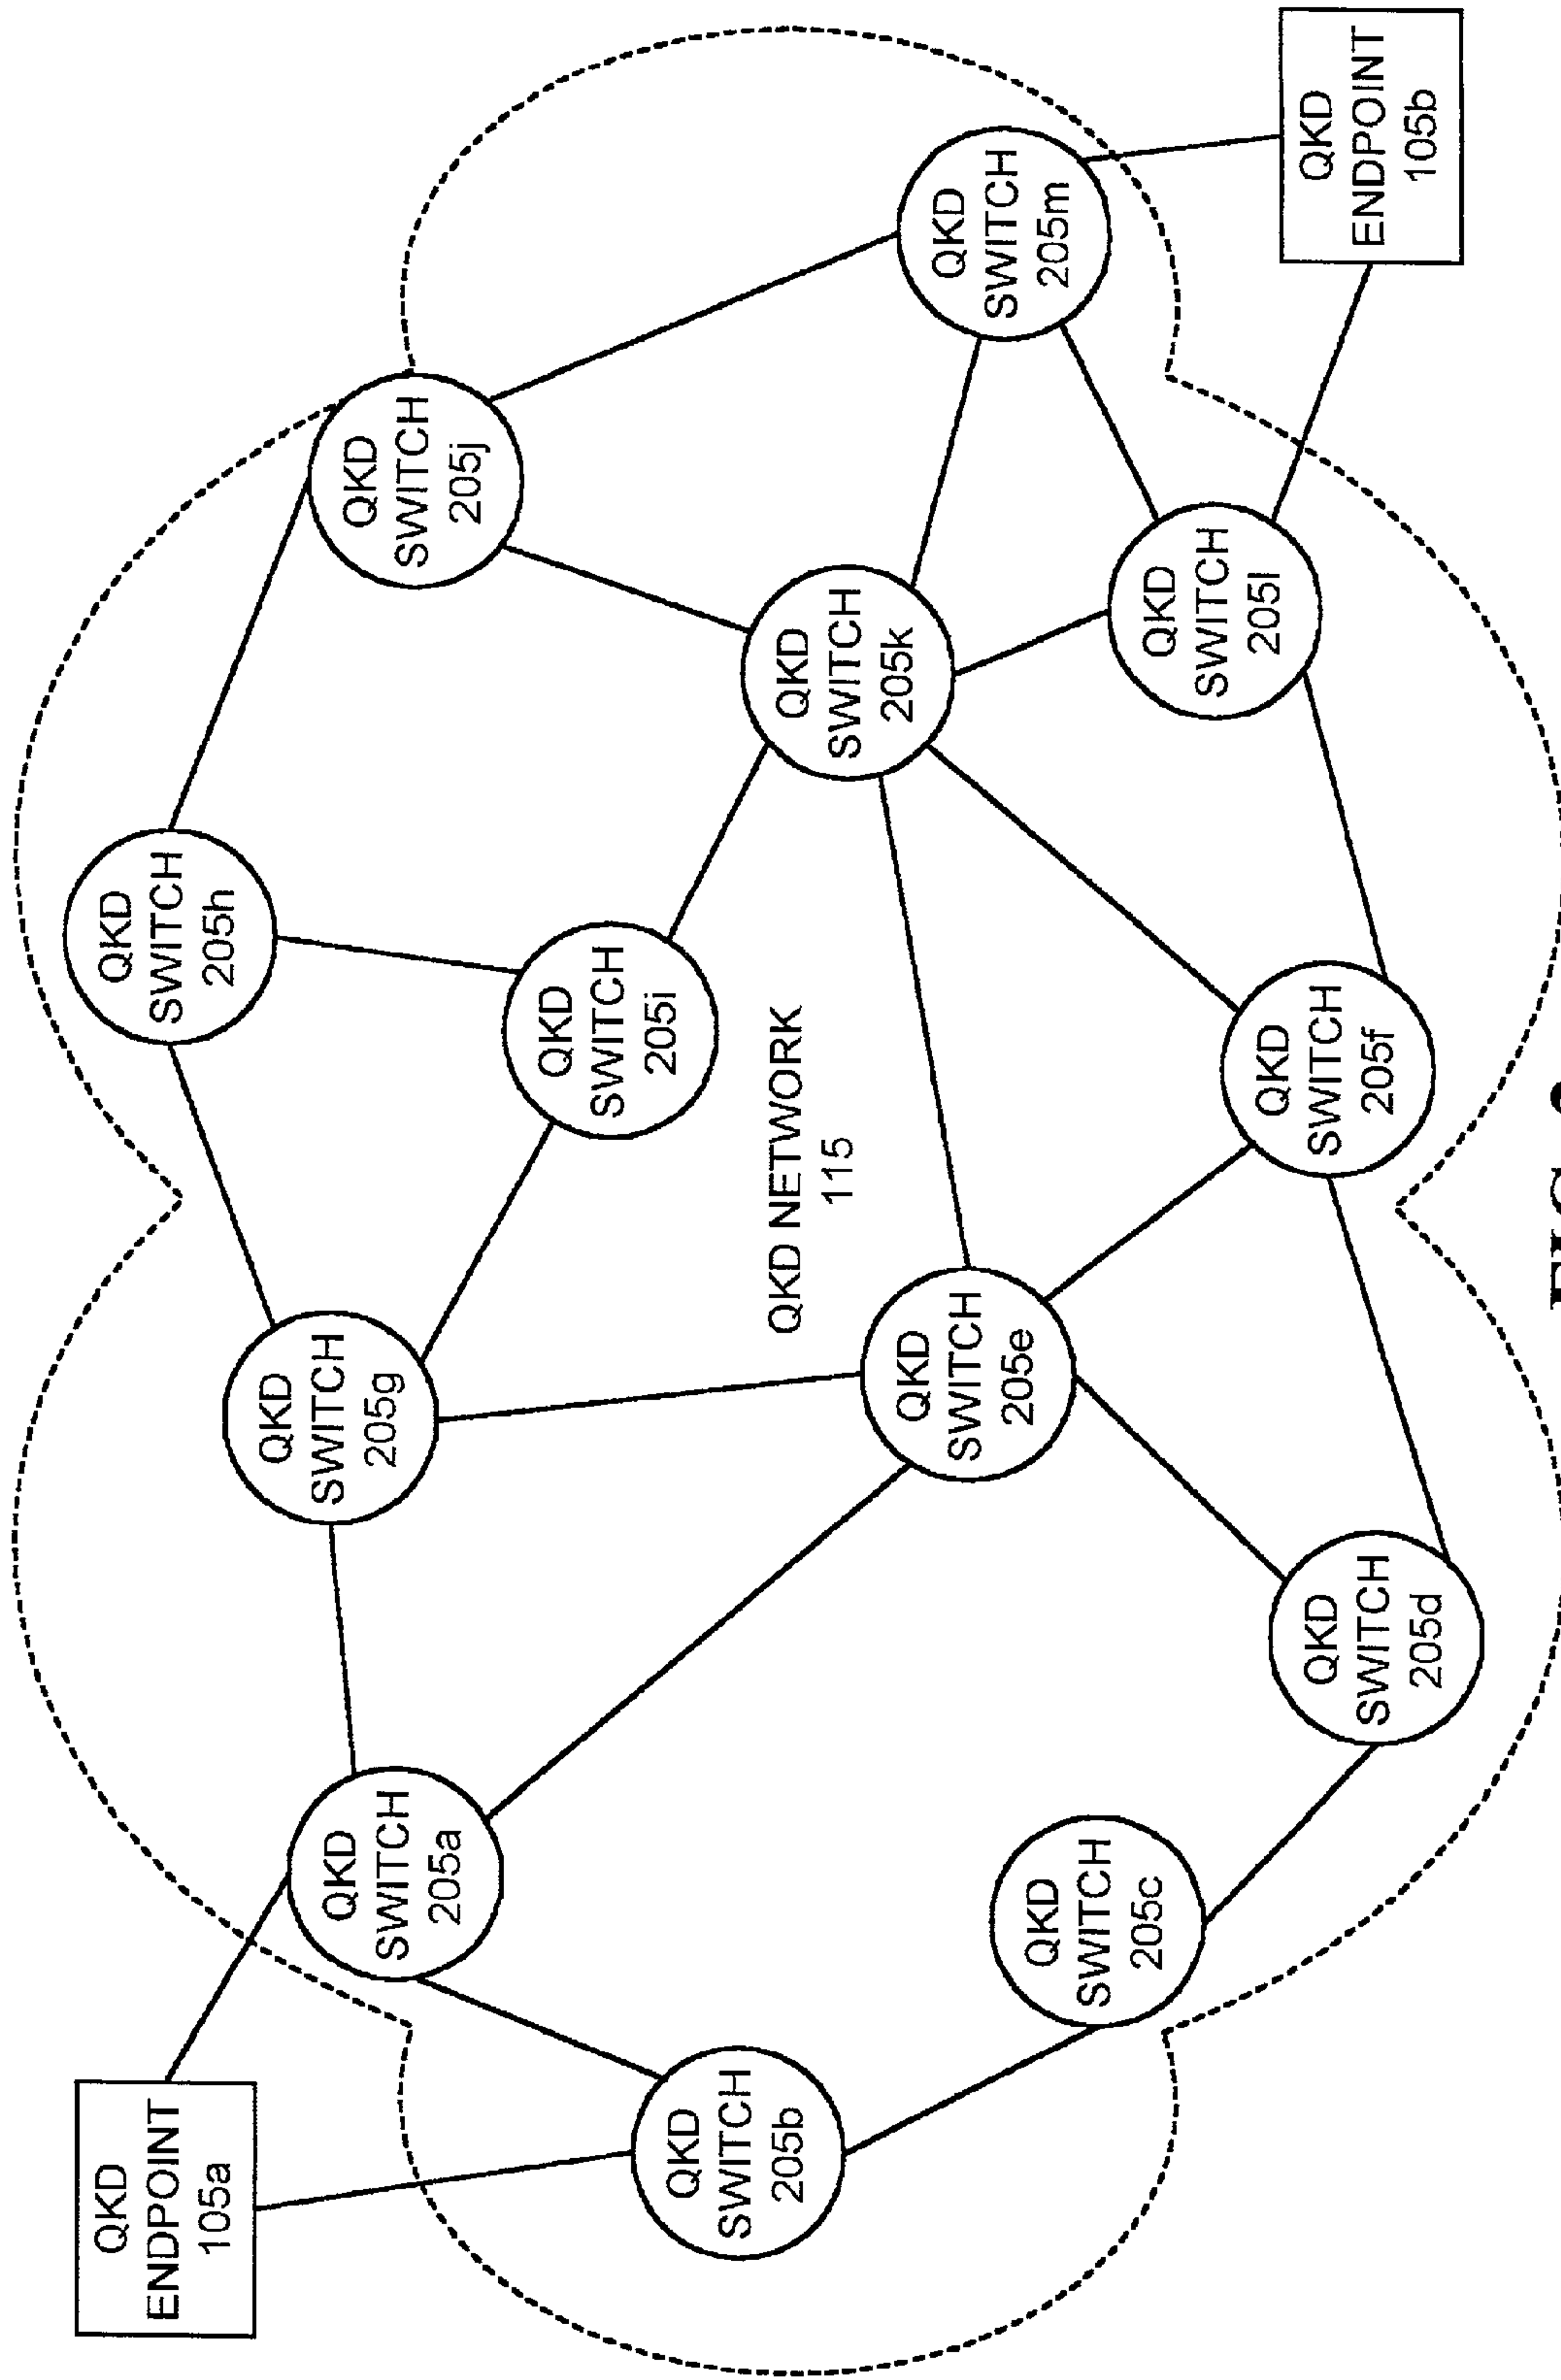 QKD
ENDPOINT
105a
QKD
SWITCH
205h
QKD
SWITCH
205g
QKD
SWITCH
205a
QKD
SWITCH
205j
QKD
SWITCH
205i
QKD
SWITCH
205b
QKD NETWORK
115
QKD
SWITCH
205k
QKD
SWITCH
205e
QKD
SWITCH
205m
QKD
SWITCH
205c
QKD
SWITCH
205l
QKD
SWITCH
205f
QKD
ENDPOINT
105b
QKD
SWITCH
205d
FIG.